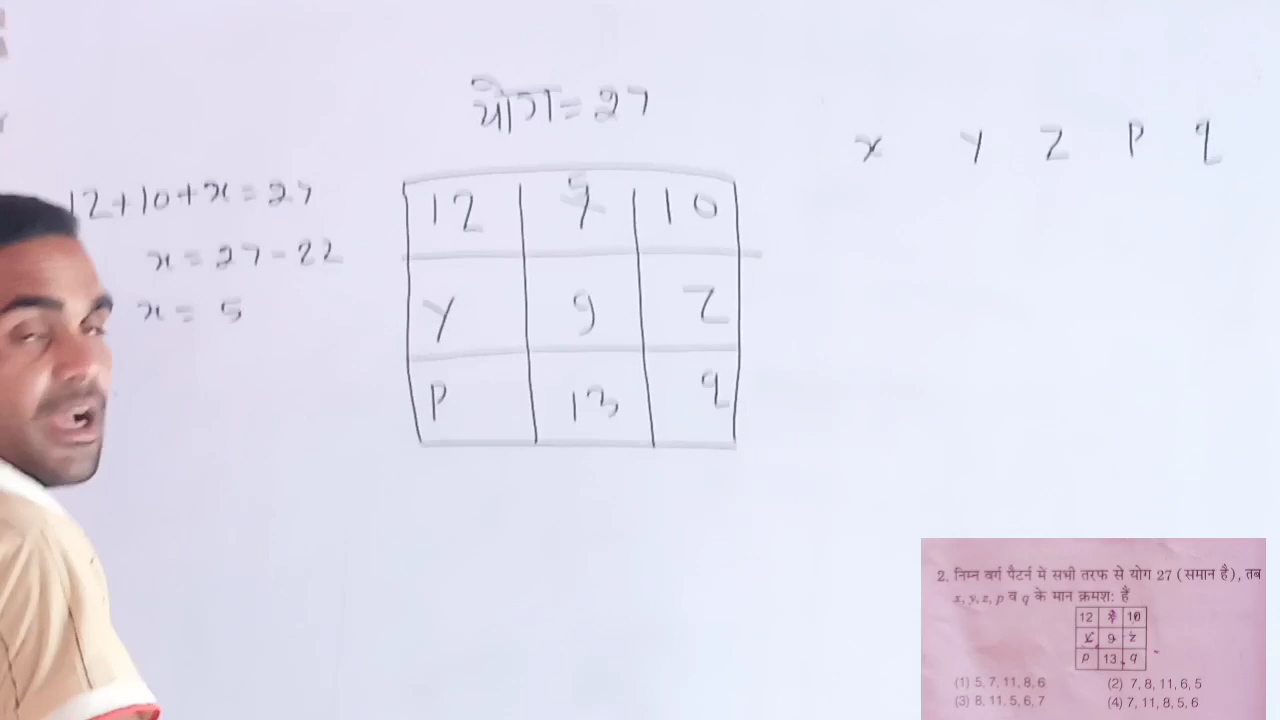 योग = 27
x y z p q
12+10+x=27
x = 27-22
x = 5
12 5 10
y 9 z
p 13 q
2. निम्न वर्ग पैटर्न में सभी तरफ से योग 27 (समान है), तब
x, y, z, p व q के मान क्रमशः हैं
12 x 10
y 9 z
p 13 q
(1) 5, 7, 11, 8, 6 (2) 7, 8, 11, 6, 5
(3) 8, 11, 5, 6, 7 (4) 7, 11, 8, 5, 6